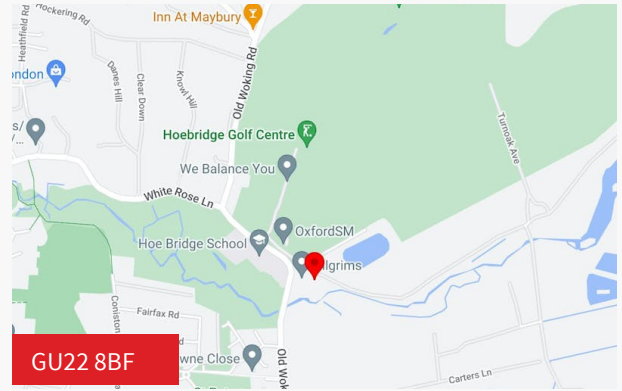 Hockering Rd
Inn At Maybury
Heathfield Rd
ondon
Danes Hill
Clear Down
Knowl Hill
Old Woking Rd
Turnoak Ave
s/
Hoebridge Golf Centre
We Balance You
White Rose Ln
OxfordSM
Hoe Bridge School
lgrims
Coniston
Fairfax Rd
GU22 8BF
wne Close
Old Wok
Carters Ln